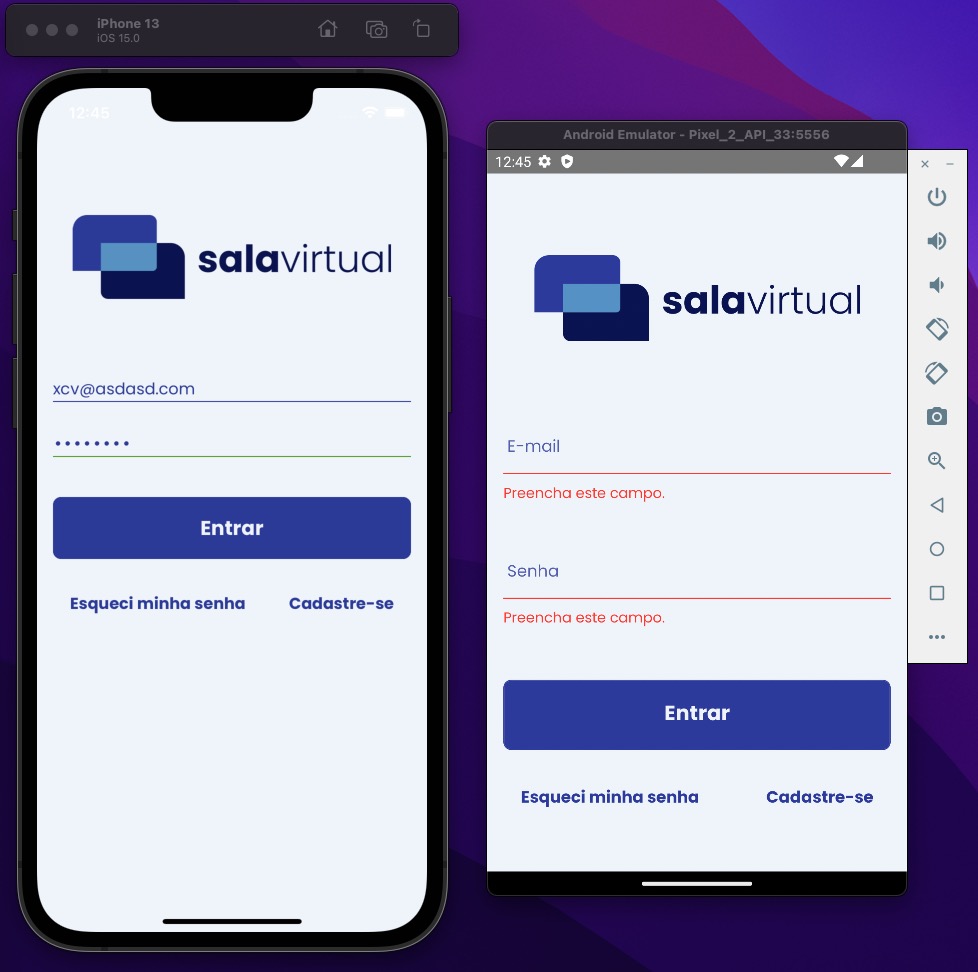 iPhone 13
iOS 15.0
12:45
salavirtual
xcv@asdasd.com
••••••••
Entrar
Esqueci minha senha
Cadastre-se
Android Emulator - Pixel_2_API_33:5556
12:45
salavirtual
E-mail
Preencha este campo.
Senha
Preencha este campo.
Entrar
Esqueci minha senha
Cadastre-se